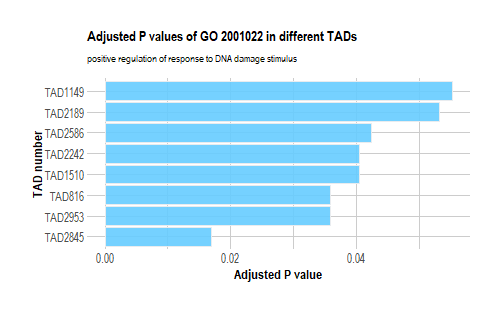 Adjusted P values of GO 2001022 in different TADs
positive regulation of response to DNA damage stimulus
TAD number
TAD1149
TAD2189
TAD2586
TAD2242
TAD1510
TAD816
TAD2953
TAD2845
0.00 0.02 0.04
Adjusted P value